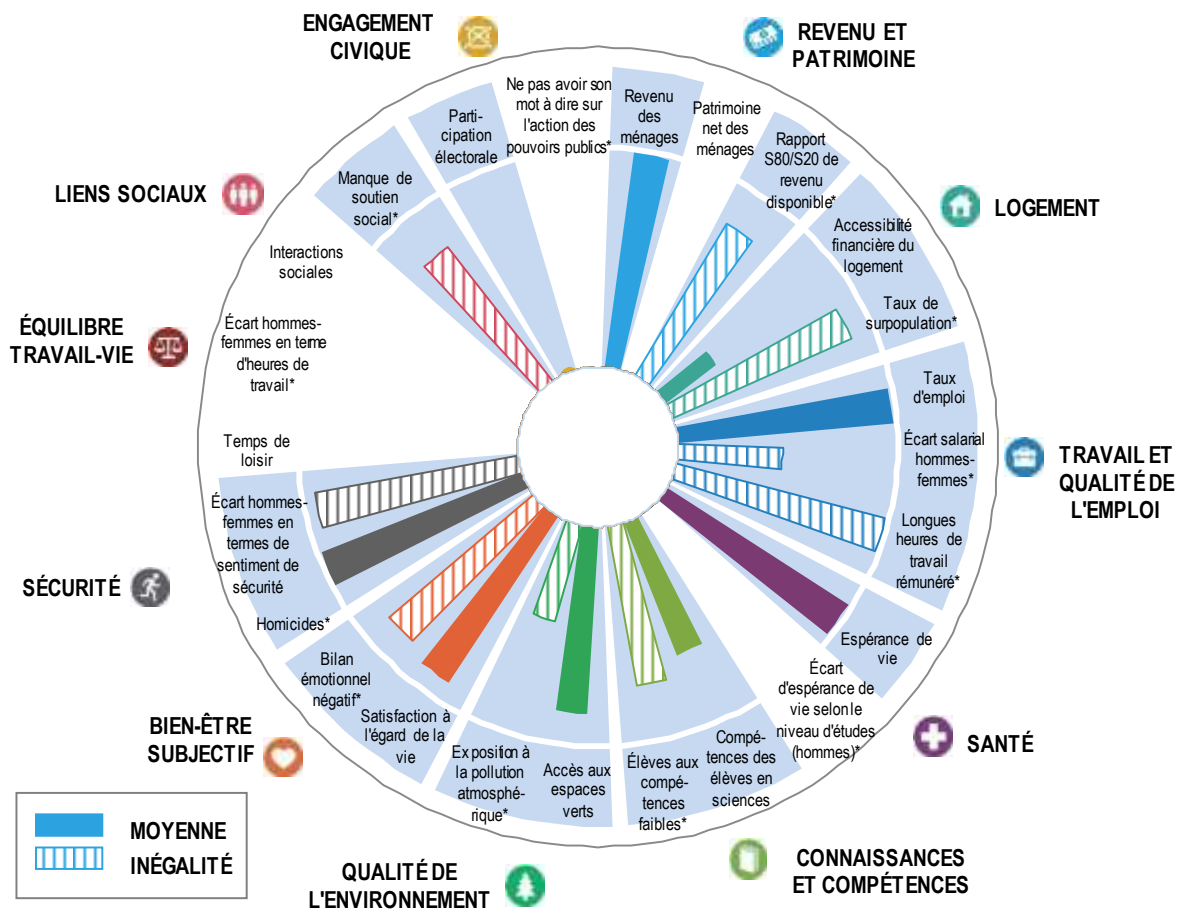 ENGAGEMENT
CIVIQUE
REVENU ET
PATRIMOINE
Ne pas avoir son
mot à dire sur
l'action des
pouvoirs publics*
Revenu
des
ménages
Patrimoine
net des
ménages
Rapport
S80/S20 de
revenu
disponible*
Parti-
cipation
électorale
Manque de
soutien
social*
LIENS SOCIAUX
LOGEMENT
Accessibilité
financière du
logement
Interactions
sociales
Taux de
surpopulation*
ÉQUILIBRE
TRAVAIL-VIE
Écart hommes-
femmes en terme
d'heures de
travail*
Taux
d'emploi
Temps de
loisir
Écart salarial
hommes-
femmes*
TRAVAIL ET
QUALITÉ DE
L'EMPLOI
Écart hommes-
femmes en
termes de
sentiment de
sécurité
Longues
heures de
travail
rémunéré*
SÉCURITÉ
Homicides*
Espérance de
vie
Bilan
émotionnel
négatif*
Écart
d'espérance de
vie selon le
niveau d'études
(hommes)*
SANTÉ
BIEN-ÊTRE
SUBJECTIF
Satisfaction à
l'égard de la
vie
Exposition à
la pollution
atmosphé-
rique*
Accès aux
espaces
verts
Élèves aux
compé-
tences
faibles*
Compé-
tences des
élèves en
sciences
MOYENNE
INÉGALITÉ
QUALITÉ DE
L'ENVIRONNEMENT
CONNAISSANCES
ET COMPÉTENCES